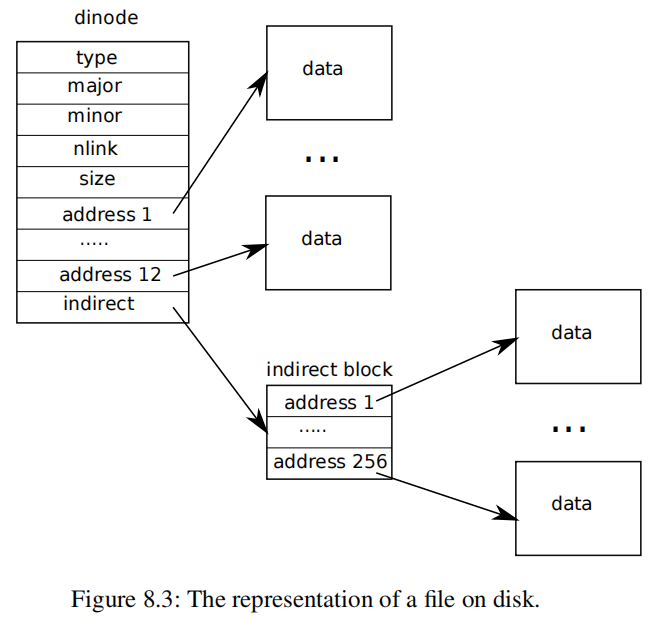 dinode
type
major
minor
nlink
size
address 1
.....
address 12
indirect
data
...
data
indirect block
address 1
.....
address 256
data
...
data
Figure 8.3: The representation of a file on disk.